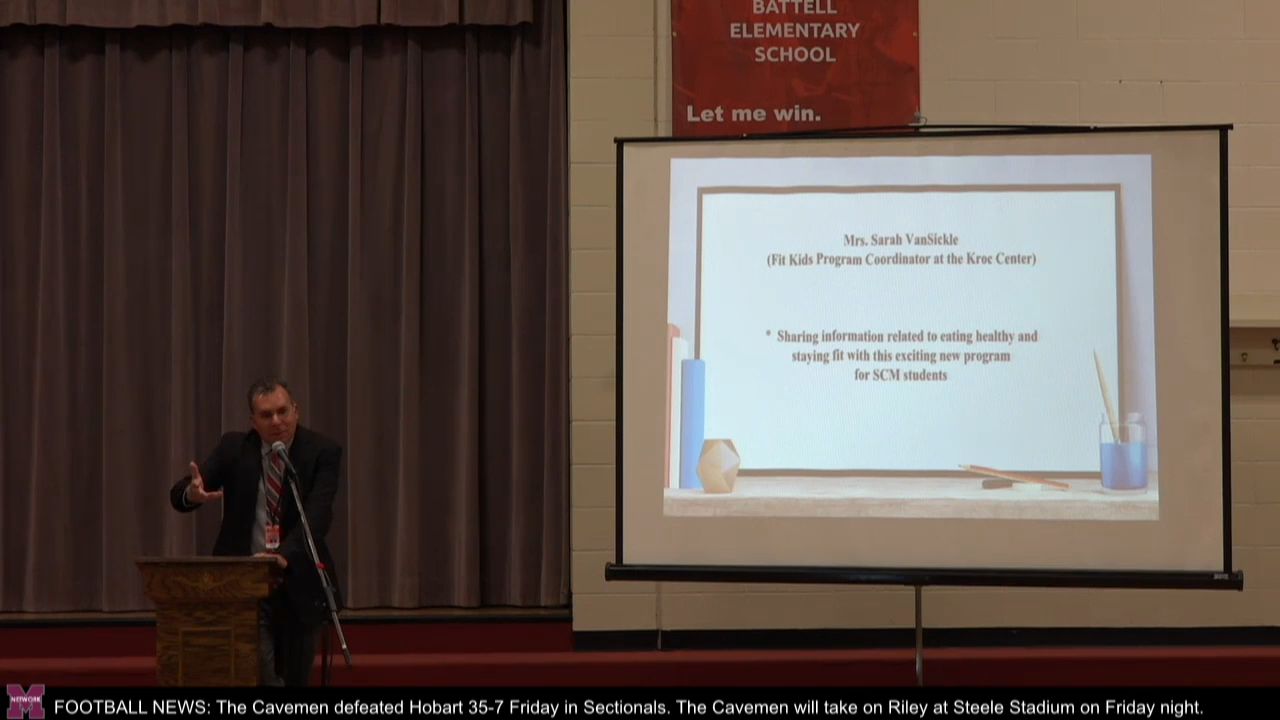 BATTELL
ELEMENTARY
SCHOOL
Let me win.
Mrs. Sarah VanSickle
(Fit Kids Program Coordinator at the Kroc Center)
* Sharing information related to eating healthy and
staying fit with this exciting new program
for SCM students
M NETWORK
FOOTBALL NEWS: The Cavemen defeated Hobart 35-7 Friday in Sectionals. The Cavemen will take on Riley at Steele Stadium on Friday night.